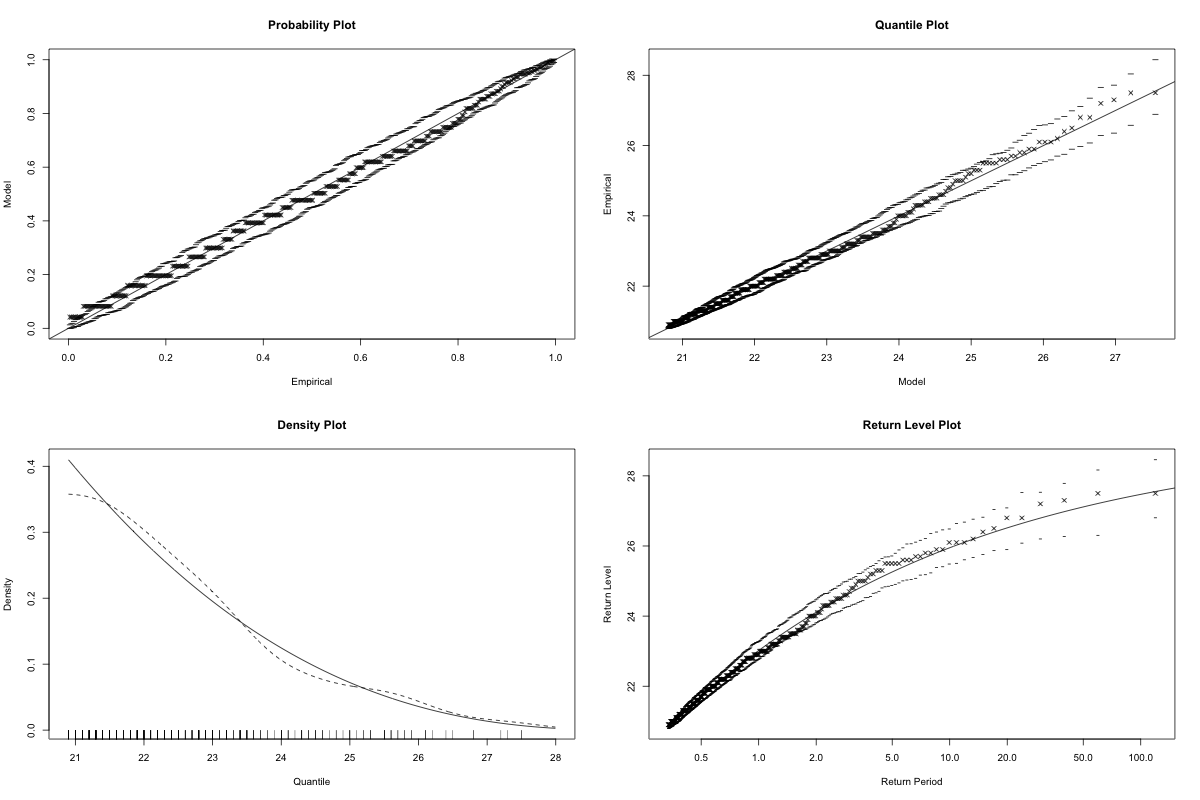 Probability Plot
Model
0.0 0.2 0.4 0.6 0.8 1.0
0.0 0.2 0.4 0.6 0.8 1.0
Empirical
Quantile Plot
Empirical
22 24 26 28
21 22 23 24 25 26 27
Model
Density Plot
Density
0.0 0.1 0.2 0.3 0.4
21 22 23 24 25 26 27 28
Quantile
Return Level Plot
Return Level
22 24 26 28
0.5 1.0 2.0 5.0 10.0 20.0 50.0 100.0
Return Period